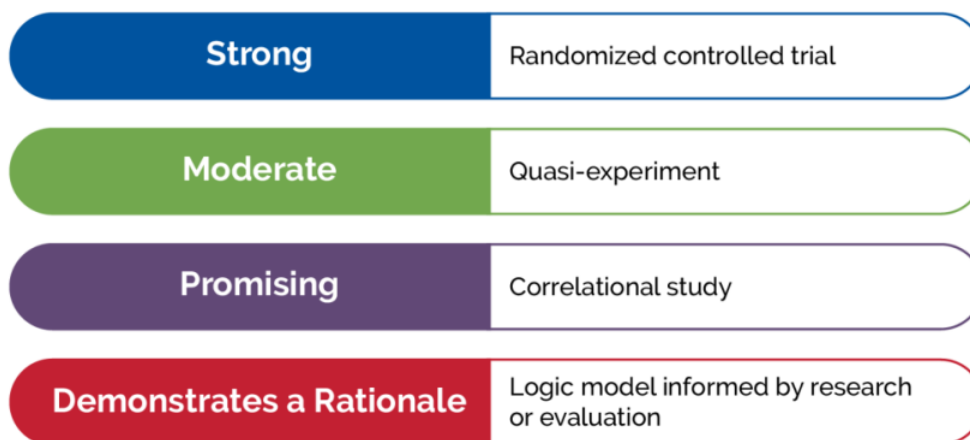 Strong
Randomized controlled trial
Moderate
Quasi-experiment
Promising
Correlational study
Demonstrates a Rationale
Logic model informed by research
or evaluation